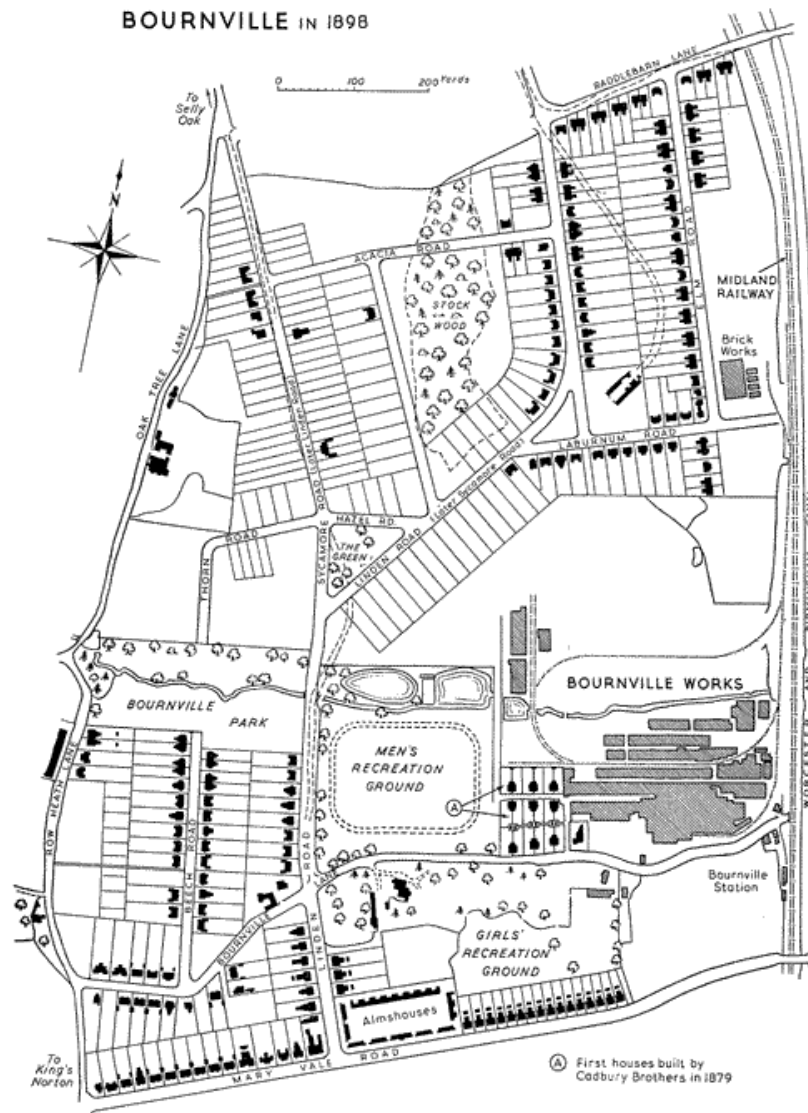 BOURNVILLE IN 1898
0 100 200 Yards
To
Selly
Oak
N
RADDLEBARN LANE
ACACIA ROAD
STOCK
WOOD
ROAD
MIDLAND
RAILWAY
Brick
Works
OAK TREE LANE
SYCAMORE ROAD (Later Linden Road)
LABURNUM ROAD
THORN ROAD
HAZEL RD.
THE
GREEN
LINDEN ROAD (Later Sycamore Road)
BOURNVILLE
PARK
BOURNVILLE WORKS
MEN'S
RECREATION
GROUND
A
ROW HEATH LANE
BEECH ROAD
LINDEN ROAD
BOURNVILLE LANE
Bournville
Station
GIRLS'
RECREATION
GROUND
Almshouses
To
King's
Norton
MARY VALE ROAD
A First houses built by
Cadbury Brothers in 1879